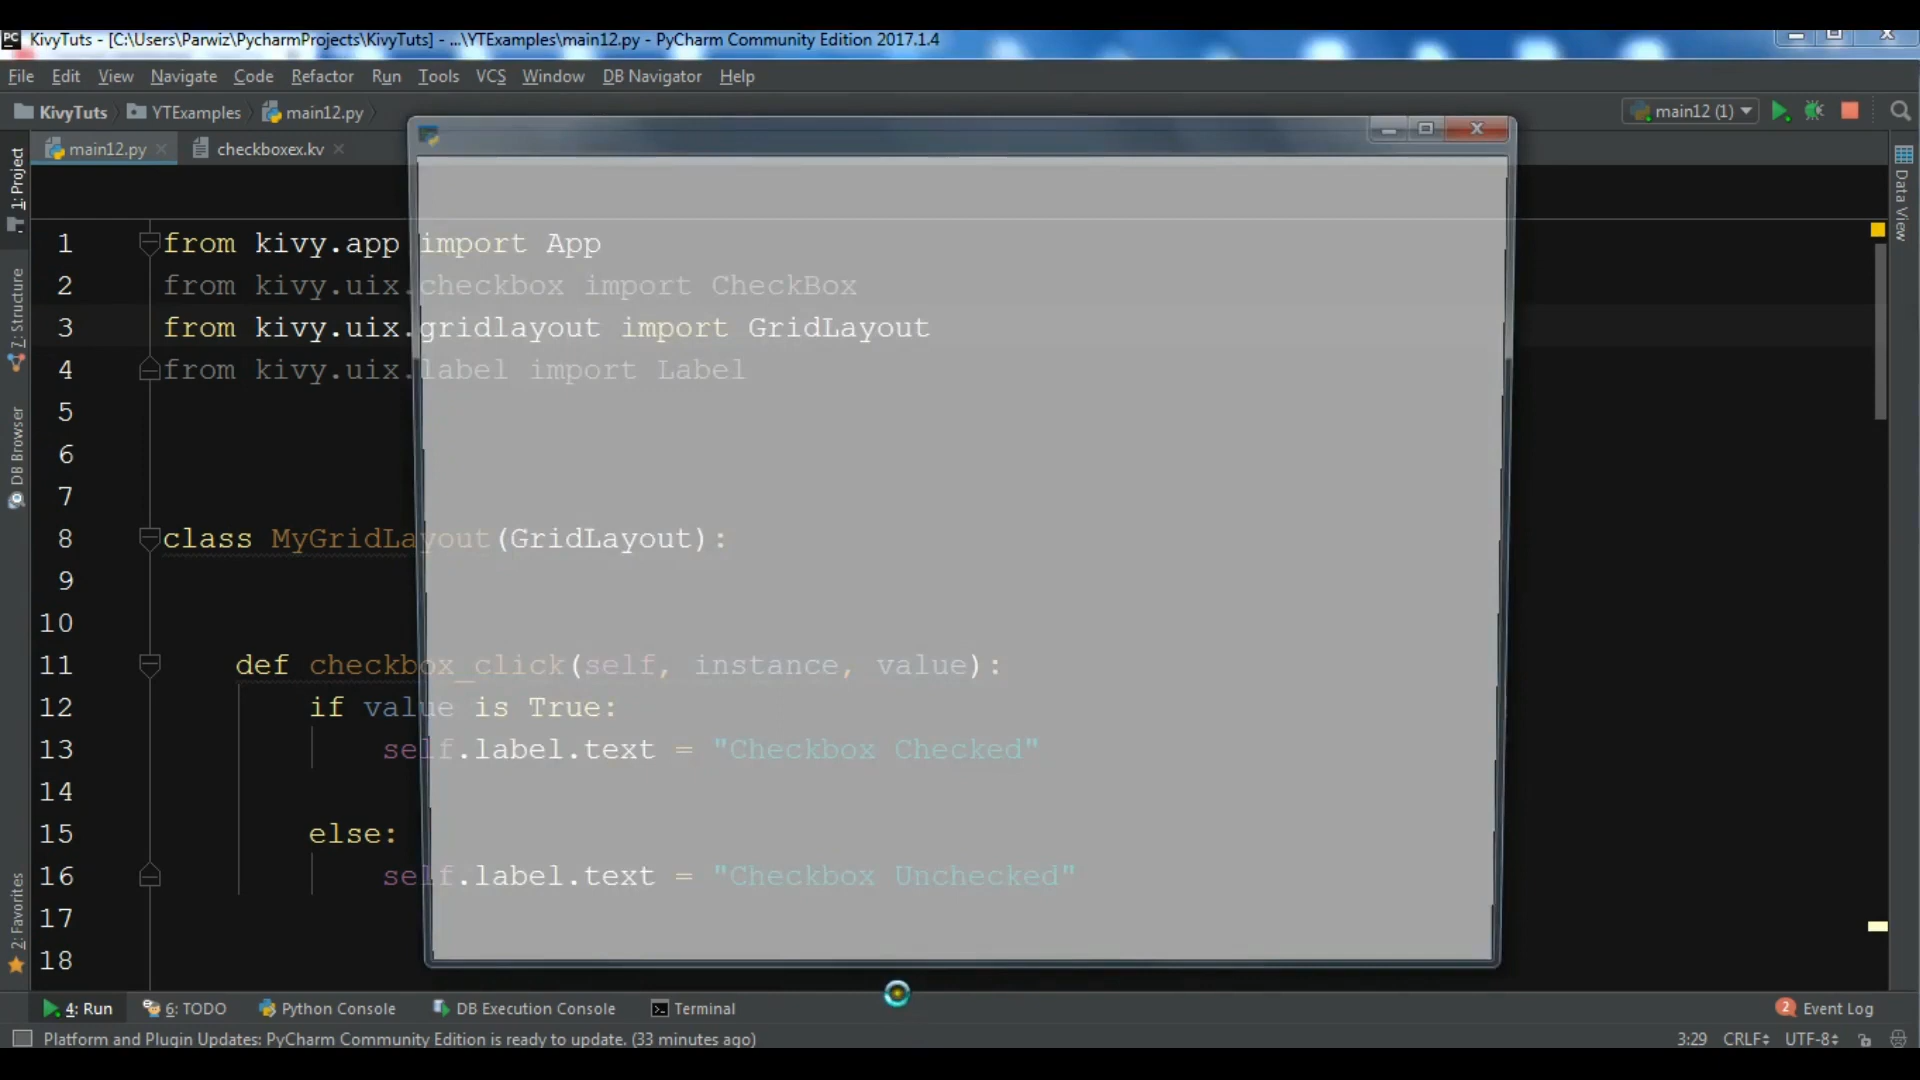 PC KivyTuts - [C:\Users\Parwiz\PycharmProjects\KivyTuts] - ...\YTExamples\main12.py - PyCharm Community Edition 2017.1.4
File Edit View Navigate Code Refactor Run Tools VCS Window DB Navigator Help
KivyTuts YTExamples main12.py main12 (1)
main12.py checkboxex.kv
1: Project
7: Structure
DB Browser
2: Favorites
Data View
1 from kivy.app import App
2 from kivy.uix.checkbox import CheckBox
3 from kivy.uix.gridlayout import GridLayout
4 from kivy.uix.label import Label
5
6
7
8 class MyGridLayout(GridLayout):
9
10
11 def checkbox_click(self, instance, value):
12 if value is True:
13 self.label.text = "Checkbox Checked"
14
15 else:
16 self.label.text = "Checkbox Unchecked"
17
18
4: Run 6: TODO Python Console DB Execution Console Terminal 2 Event Log
Platform and Plugin Updates: PyCharm Community Edition is ready to update. (33 minutes ago) 3:29 CRLF UTF-8